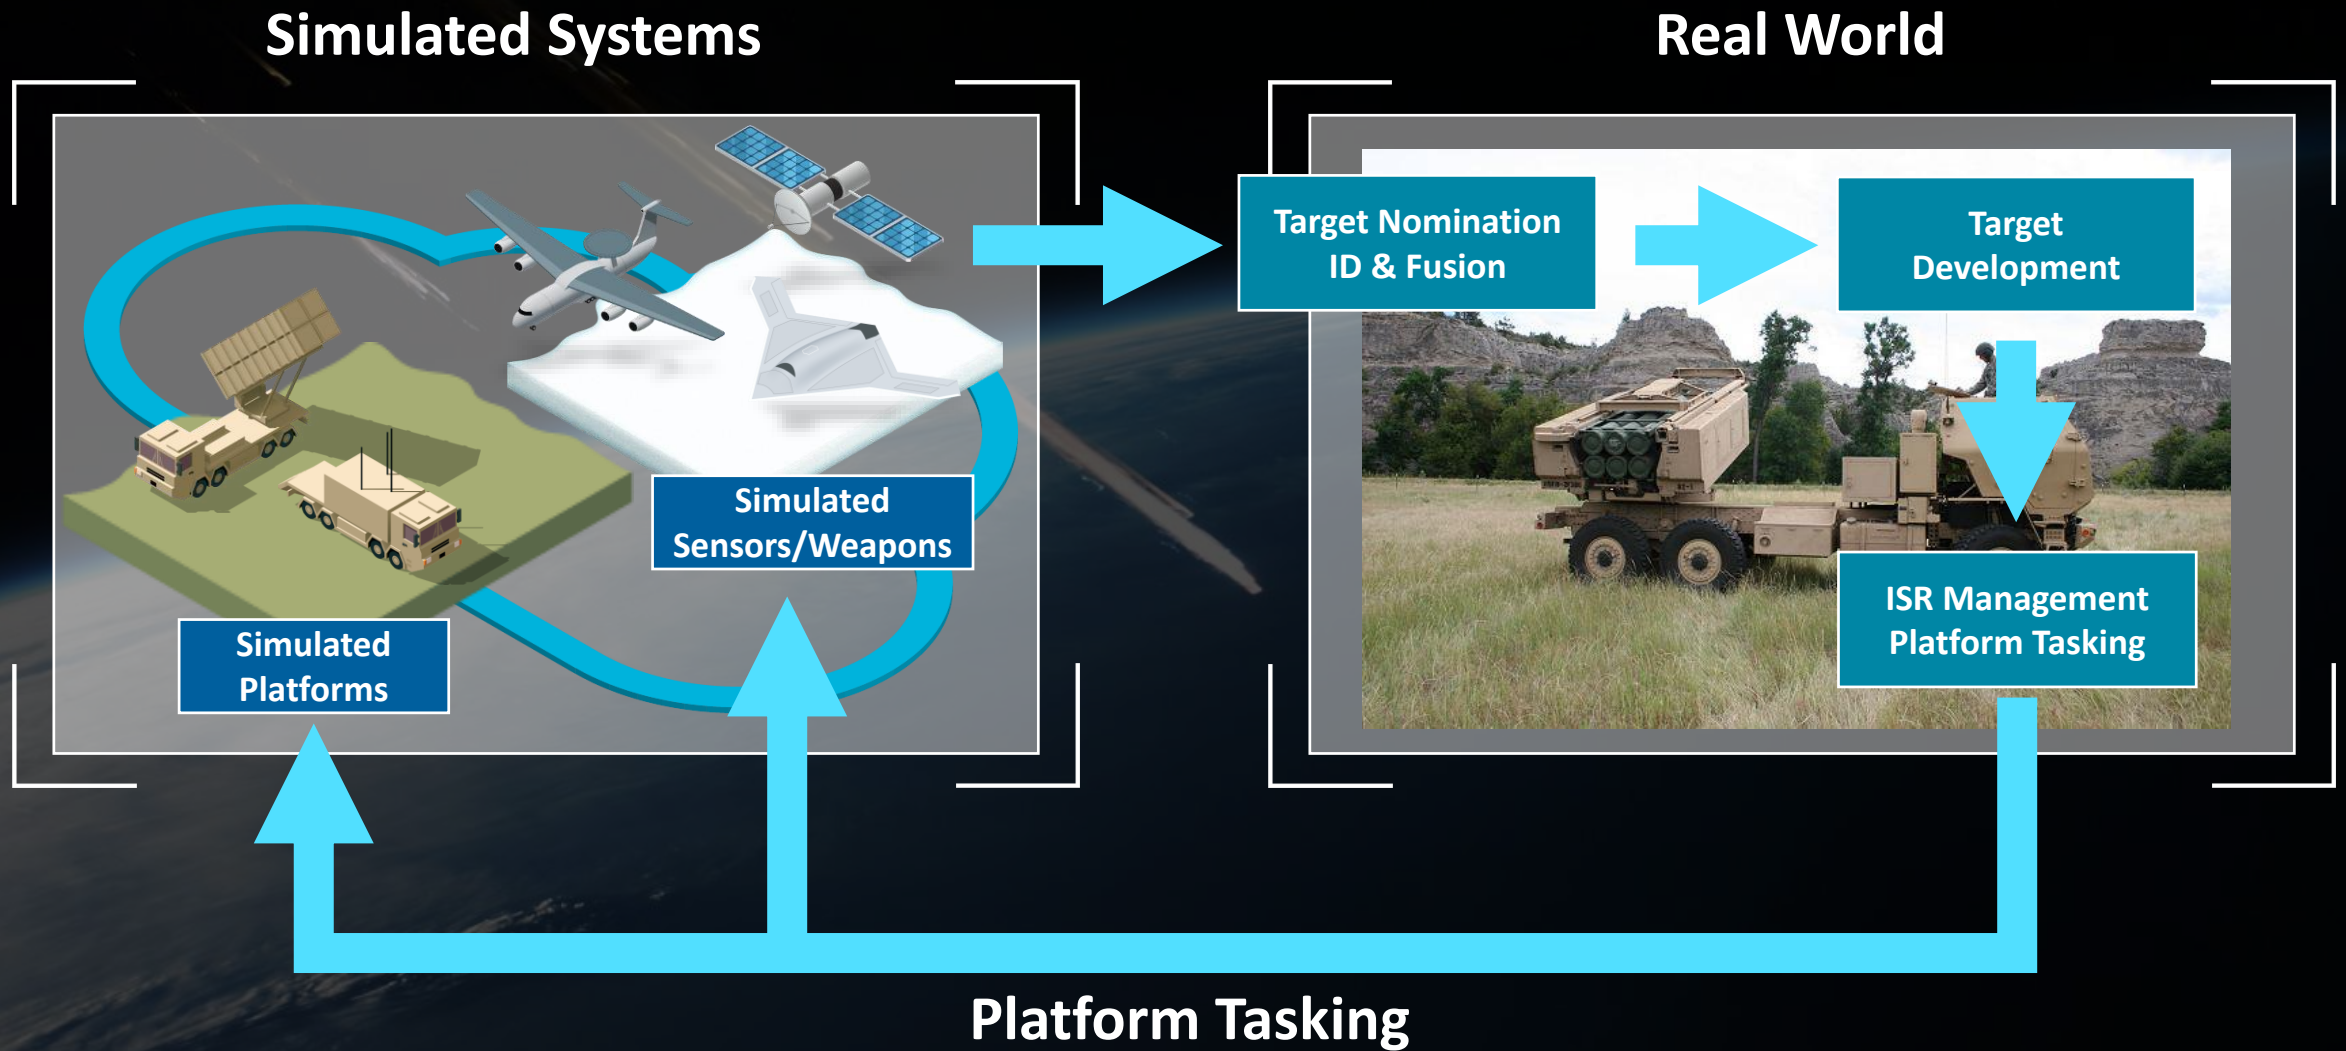 Simulated Systems
Real World
Target Nomination
ID & Fusion
Target
Development
Simulated
Sensors/Weapons
ISR Management
Platform Tasking
Simulated
Platforms
Platform Tasking